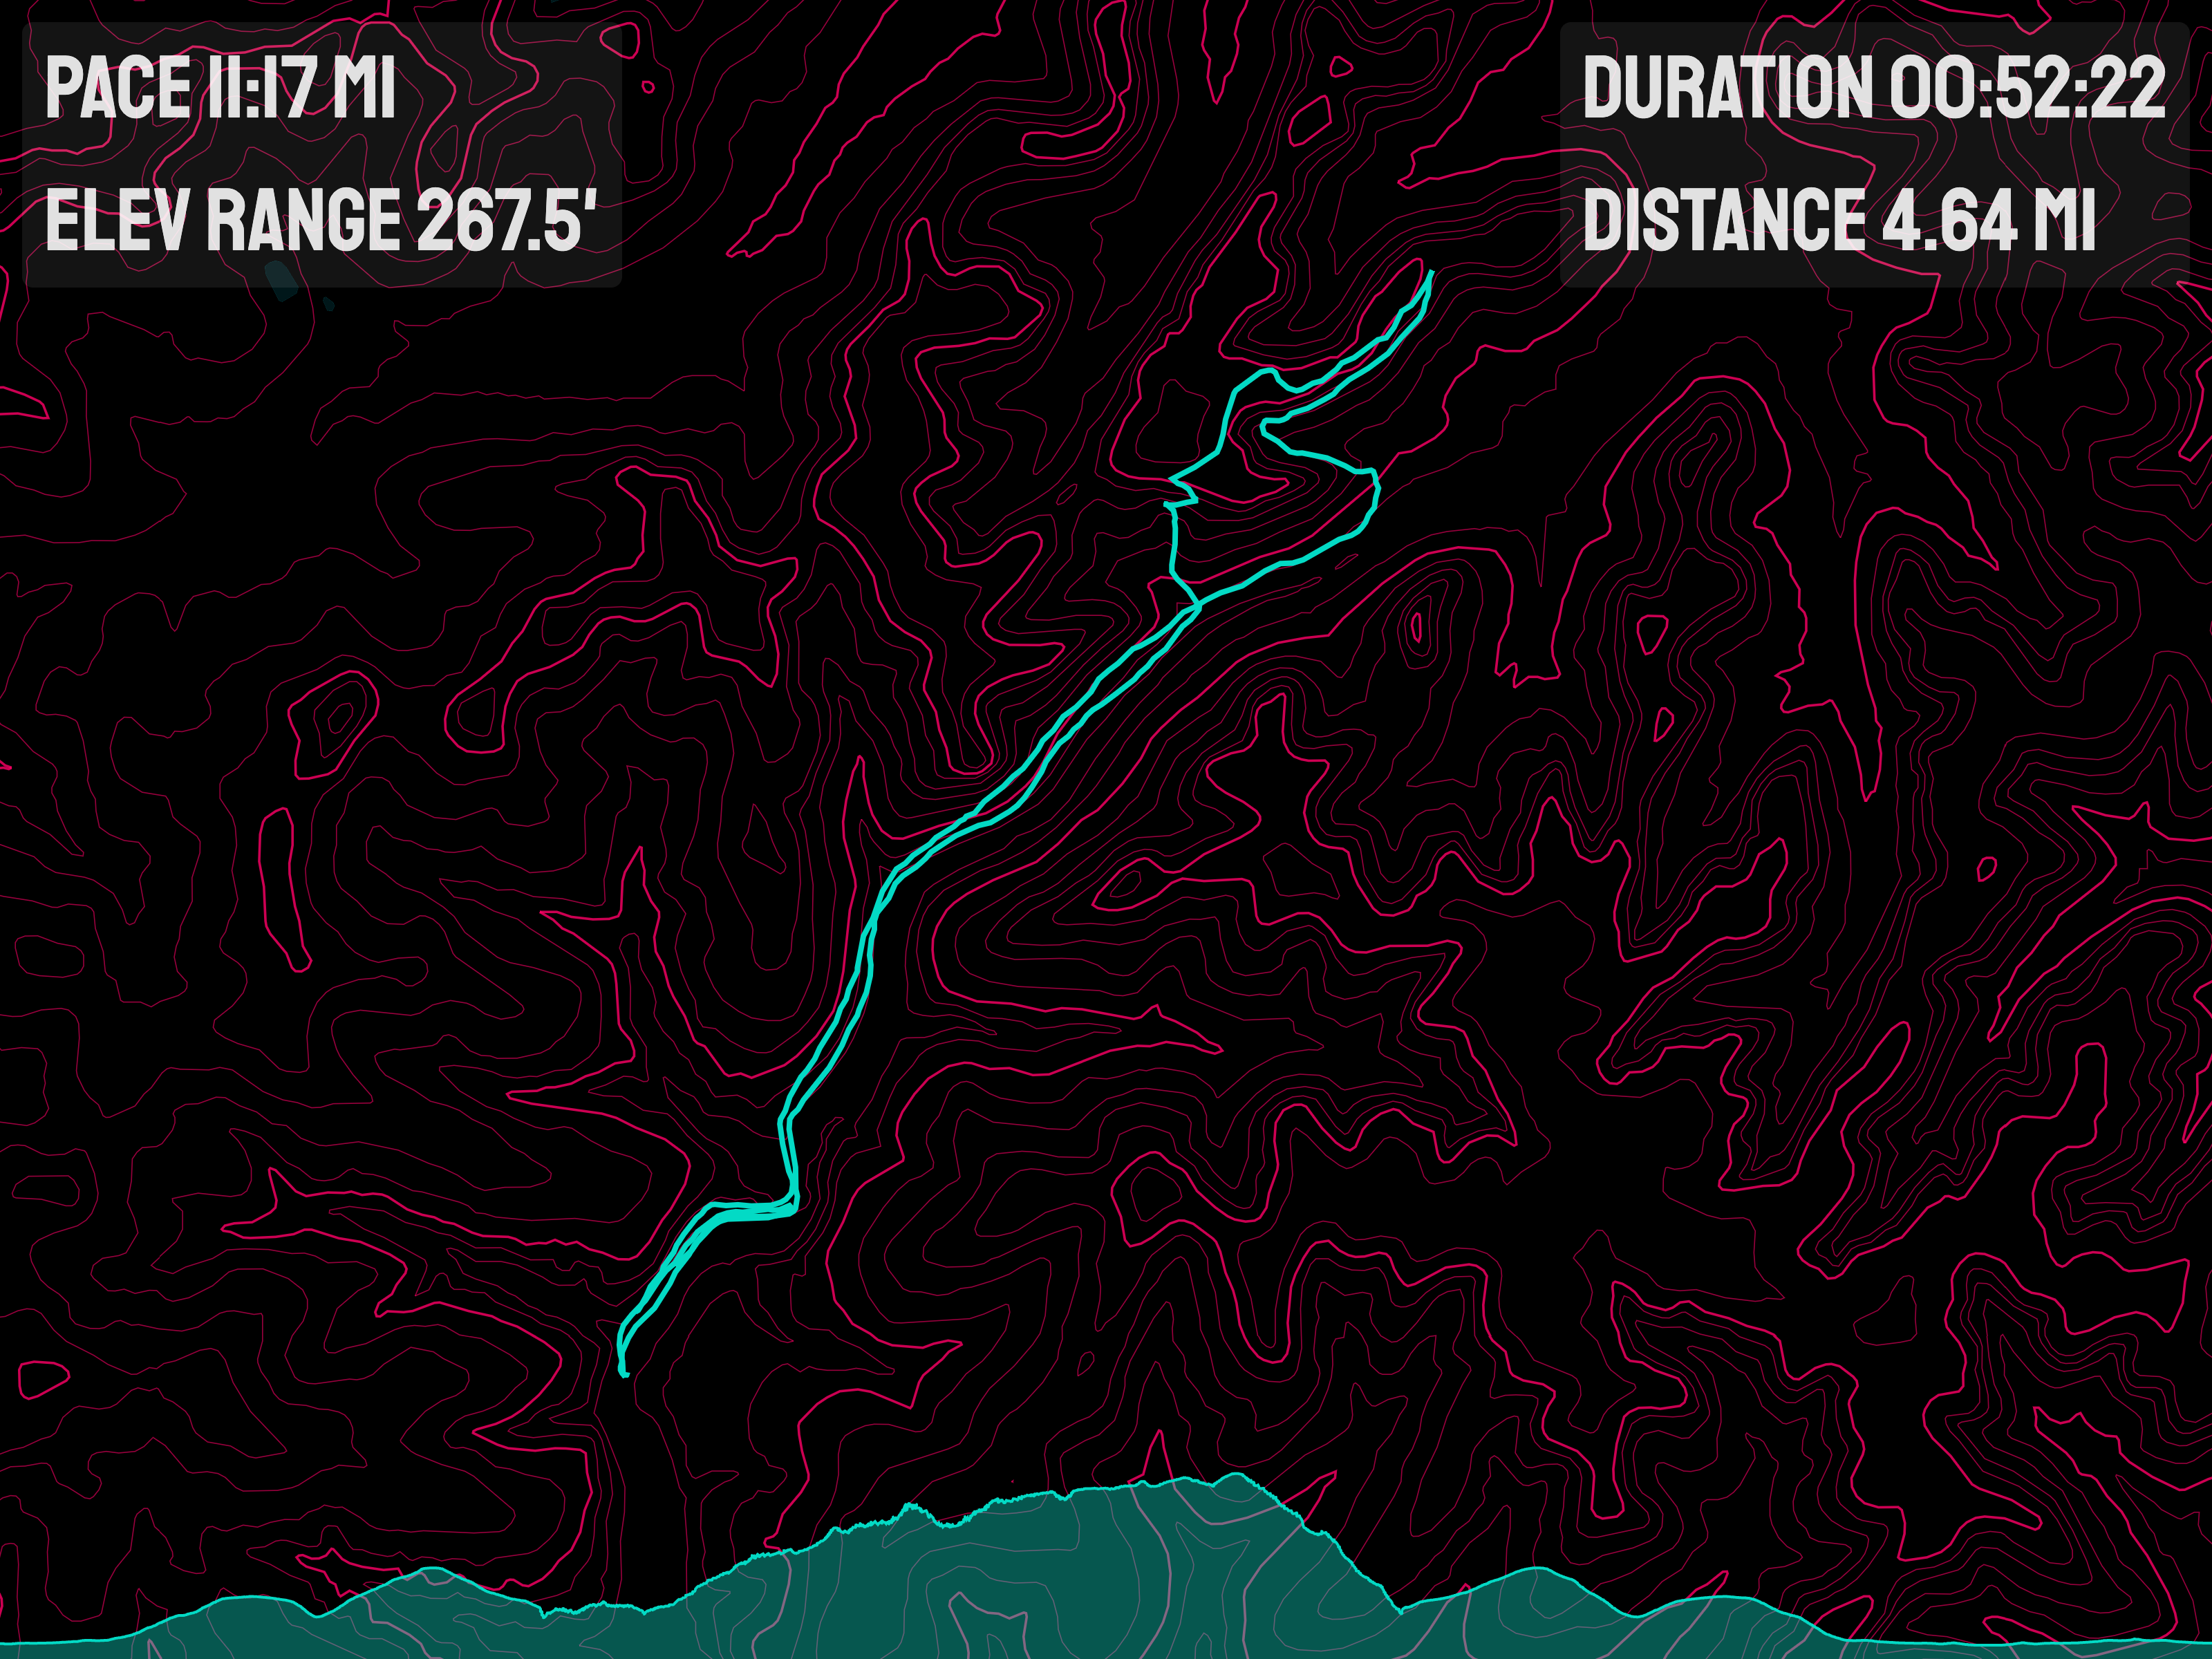 PACE 11:17 MI
ELEV RANGE 267.5'
DURATION 00:52:22
DISTANCE 4.64 MI